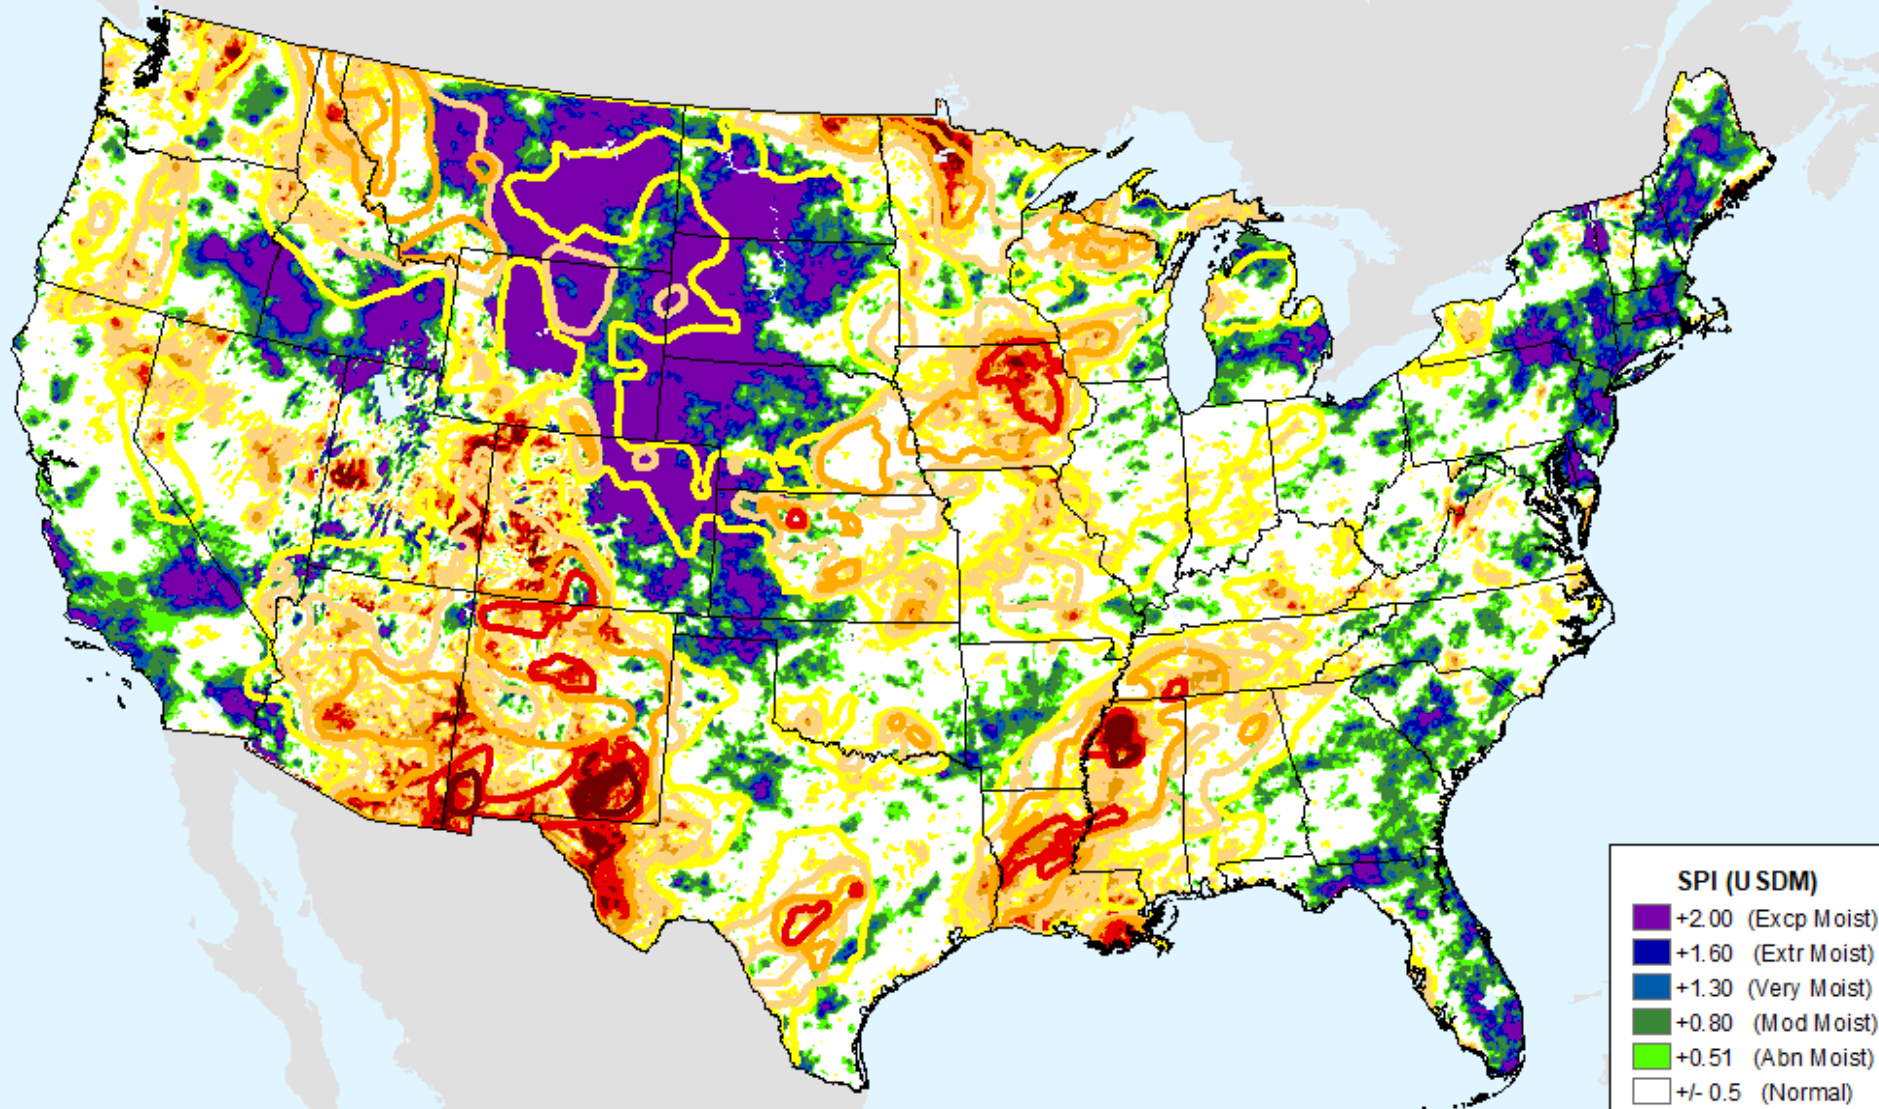 SPI (USDM)
+2.00 (Excp Moist)
+1.60 (Extr Moist)
+1.30 (Very Moist)
+0.80 (Mod Moist)
+0.51 (Abn Moist)
+/- 0.5 (Normal)